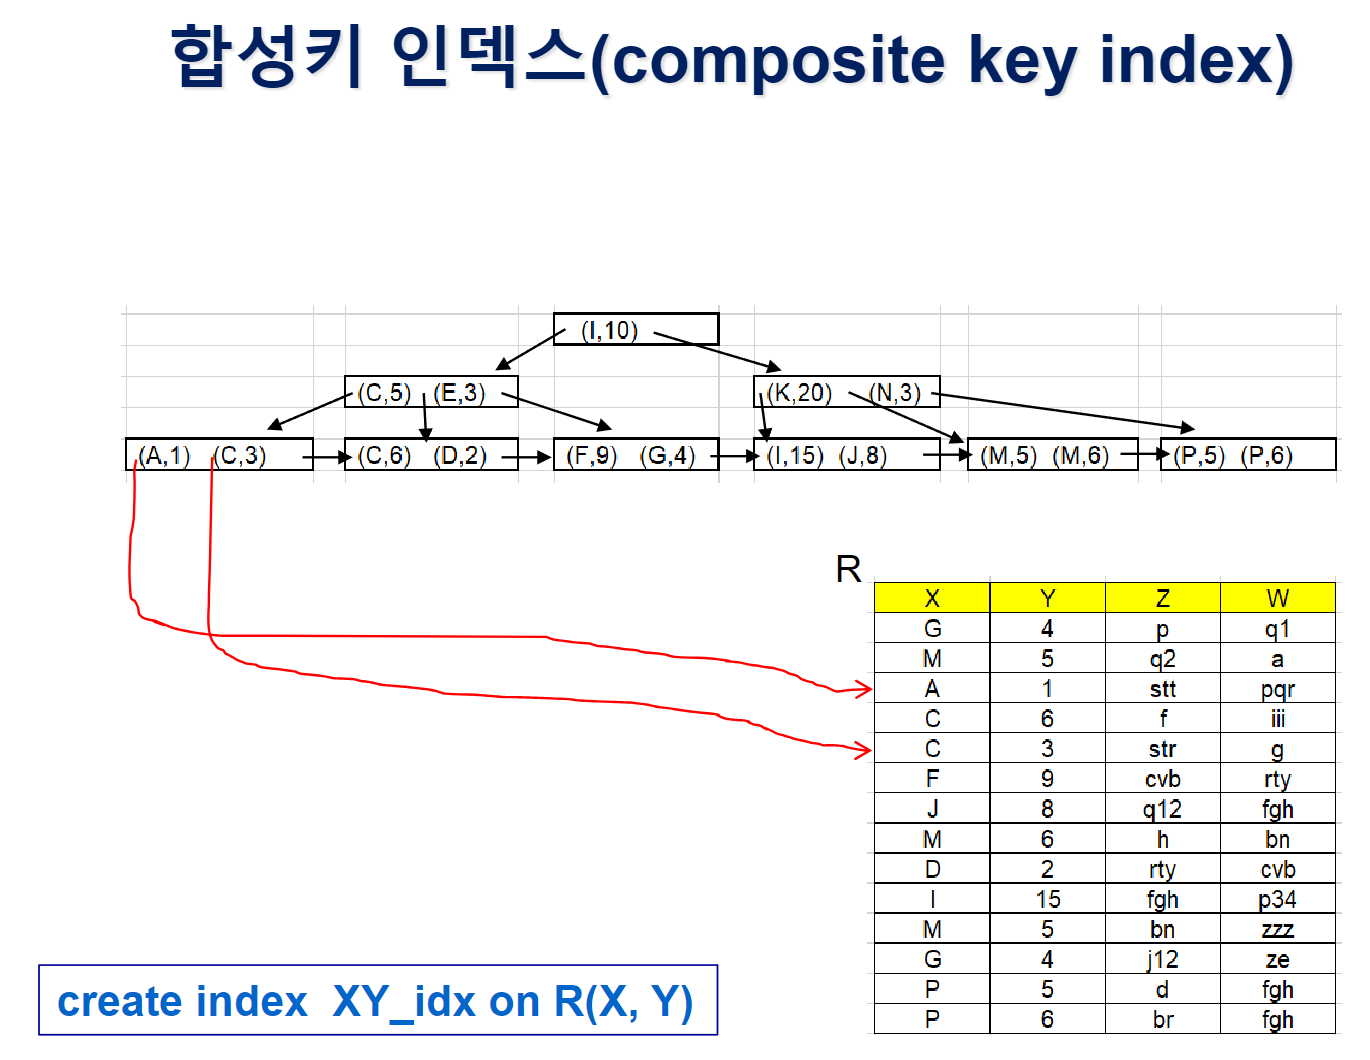 합성키 인덱스(composite key index)
(I,10)
(C,5) (E,3) (K,20) (N,3)
(A,1) (C,3) (C,6) (D,2) (F,9) (G,4) (I,15) (J,8) (M,5) (M,6) (P,5) (P,6)
R
X Y Z W
G 4 p q1
M 5 q2 a
A 1 stt pqr
C 6 f iii
C 3 str g
F 9 cvb rty
J 8 q12 fgh
M 6 h bn
D 2 rty cvb
I 15 fgh p34
M 5 bn zzz
G 4 j12 ze
P 5 d fgh
P 6 br fgh
create index XY_idx on R(X, Y)